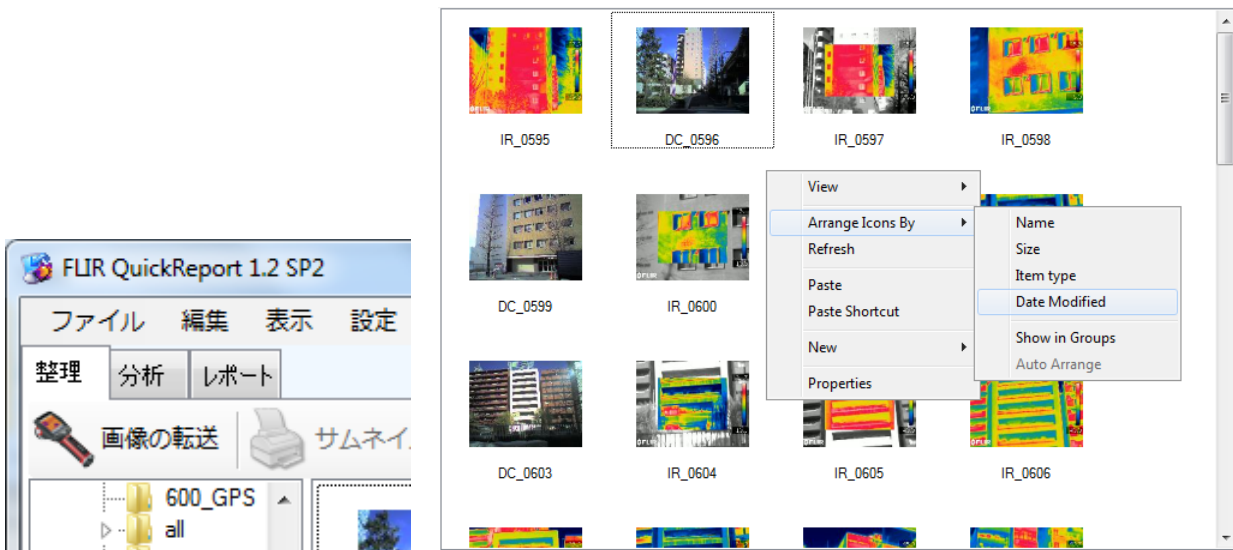 FLIR QuickReport 1.2 SP2
ファイル 編集 表示 設定
整理 分析 レポート
画像の転送 サムネイ
600_GPS
all
IR_0595 DC_0596 IR_0597 IR_0598
DC_0599 IR_0600
DC_0603 IR_0604 IR_0605 IR_0606
View
Arrange Icons By
Refresh
Paste
Paste Shortcut
New
Properties
Name
Size
Item type
Date Modified
Show in Groups
Auto Arrange